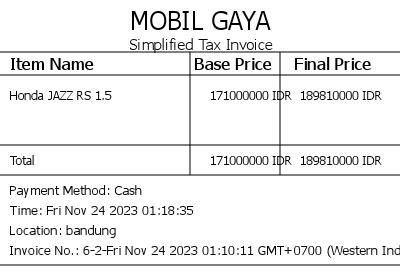 MOBIL GAYA
Simplified Tax Invoice
Item Name Base Price Final Price
Honda JAZZ RS 1.5 171000000 IDR 189810000 IDR
Total 171000000 IDR 189810000 IDR
Payment Method: Cash
Time: Fri Nov 24 2023 01:18:35
Location: bandung
Invoice No.: 6-2-Fri Nov 24 2023 01:10:11 GMT+0700 (Western Ind